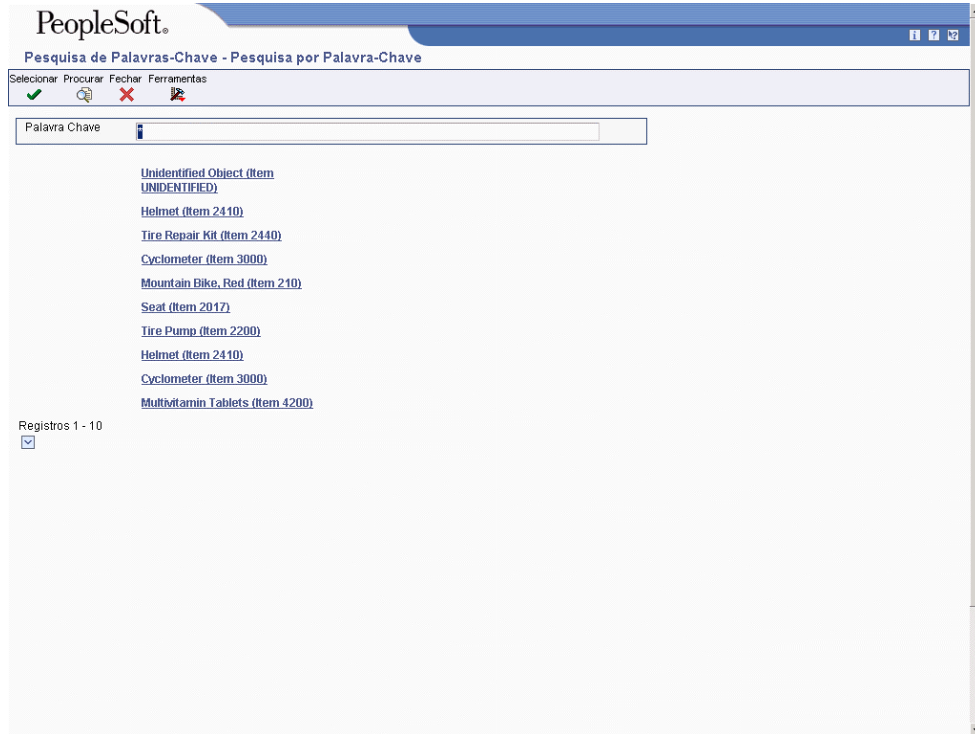 PeopleSoft®
Pesquisa de Palavras-Chave - Pesquisa por Palavra-Chave
Selecionar Procurar Fechar Ferramentas
Palavra Chave *
Unidentified Object (Item
UNIDENTIFIED)
Helmet (Item 2410)
Tire Repair Kit (Item 2440)
Cyclometer (Item 3000)
Mountain Bike, Red (Item 210)
Seat (Item 2017)
Tire Pump (Item 2200)
Helmet (Item 2410)
Cyclometer (Item 3000)
Multivitamin Tablets (Item 4200)
Registros 1 - 10